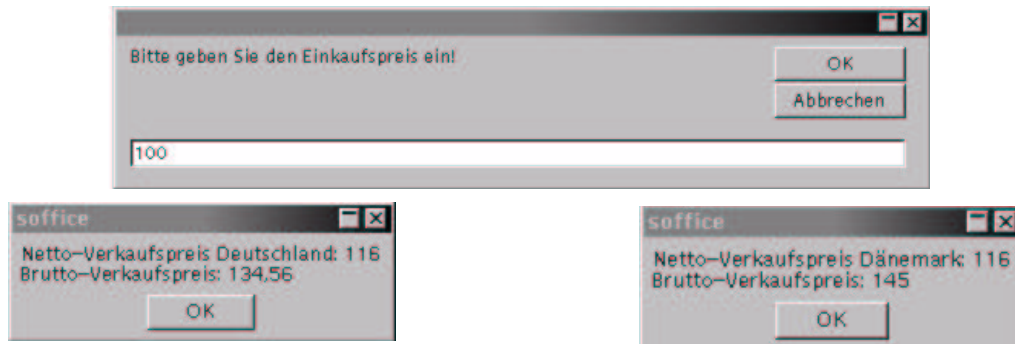 Bitte geben Sie den Einkaufspreis ein!
OK
Abbrechen
100
soffice
Netto-Verkaufspreis Deutschland: 116
Brutto-Verkaufspreis: 134,56
OK
soffice
Netto-Verkaufspreis Dänemark: 116
Brutto-Verkaufspreis: 145
OK